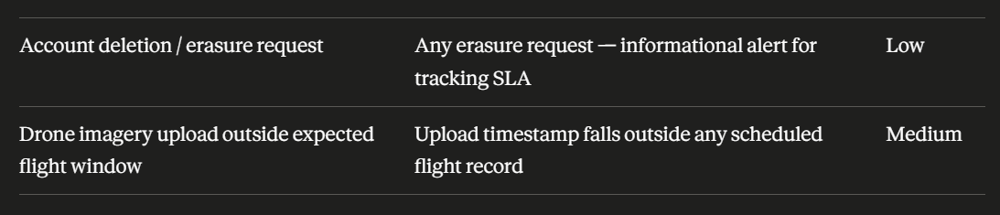 Account deletion / erasure request
Any erasure request — informational alert for
tracking SLA
Low
Drone imagery upload outside expected
flight window
Upload timestamp falls outside any scheduled
flight record
Medium